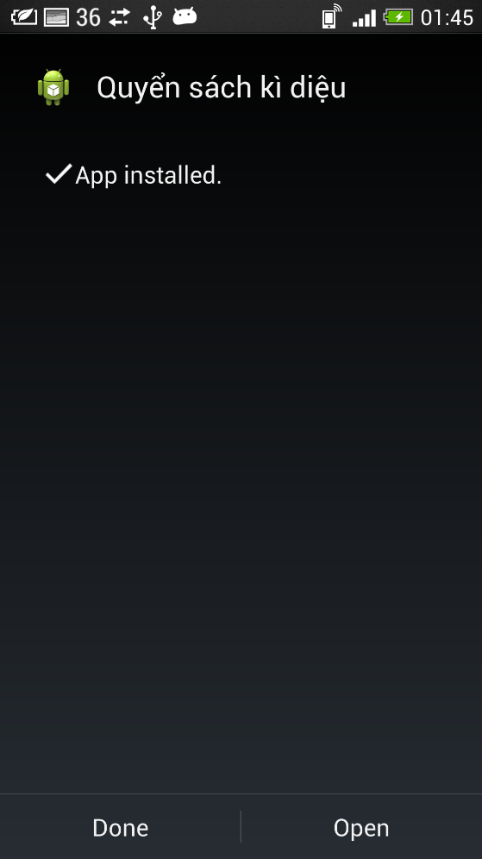 36 01:45
Quyển sách kì diệu
App installed.
Done Open